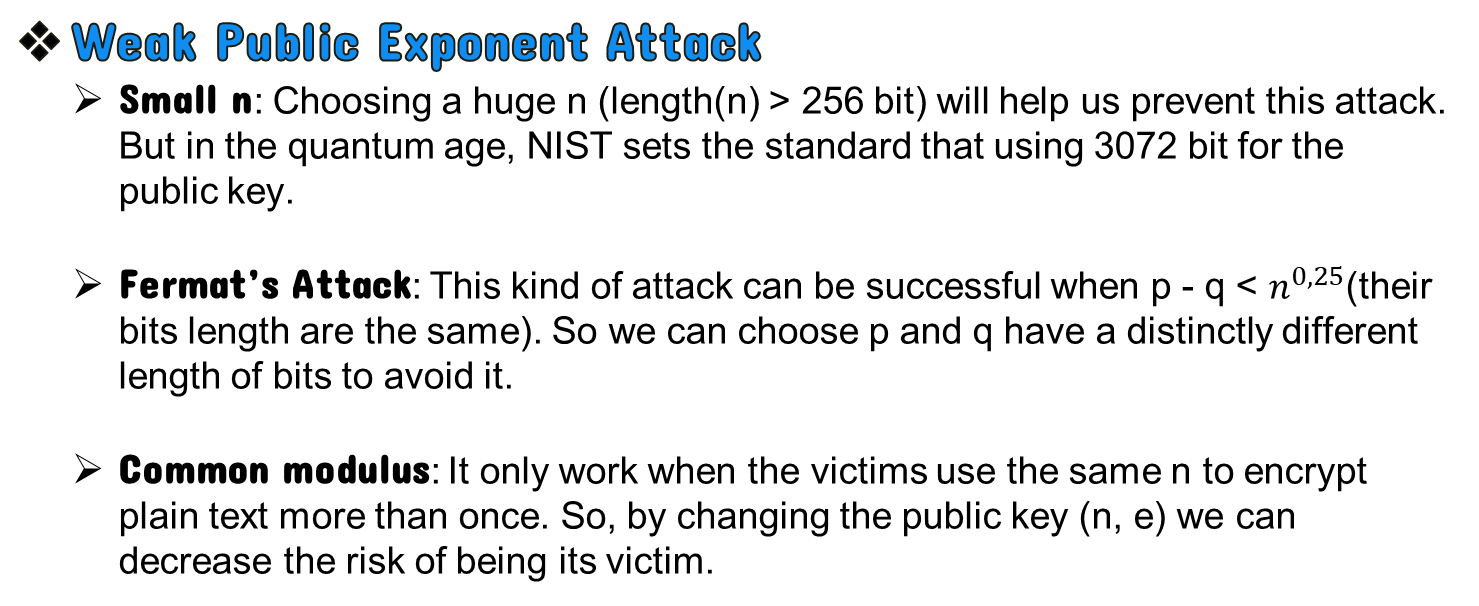 ❖ Weak Public Exponent Attack
➢ Small n: Choosing a huge n (length(n) > 256 bit) will help us prevent this attack.
But in the quantum age, NIST sets the standard that using 3072 bit for the
public key.
➢ Fermat's Attack: This kind of attack can be successful when p - q < n^0,25(their
bits length are the same). So we can choose p and q have a distinctly different
length of bits to avoid it.
➢ Common modulus: It only work when the victims use the same n to encrypt
plain text more than once. So, by changing the public key (n, e) we can
decrease the risk of being its victim.